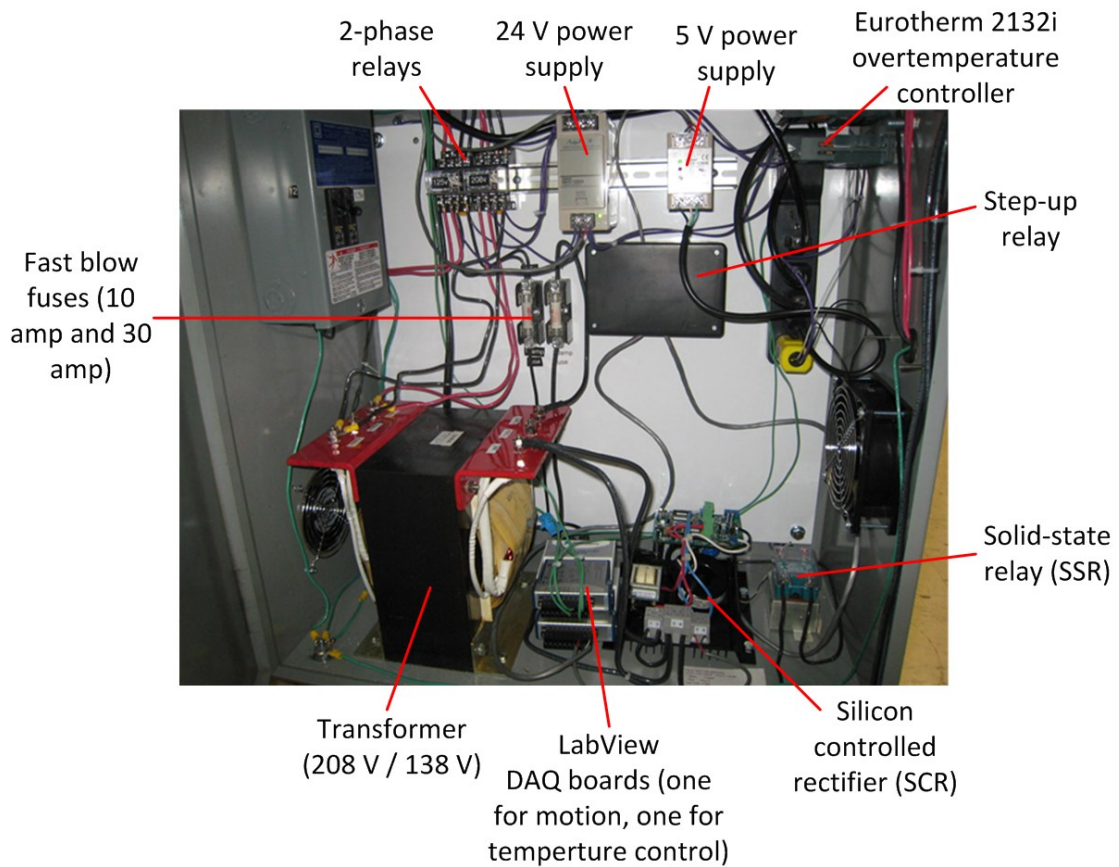 2-phase
relays
24 V power
supply
5 V power
supply
Eurotherm 2132i
overtemperature
controller
Step-up
relay
Fast blow
fuses (10
amp and 30
amp)
125v
208v
Solid-state
relay (SSR)
Transformer
(208 V / 138 V)
LabView
DAQ boards (one
for motion, one for
temperture control)
Silicon
controlled
rectifier (SCR)